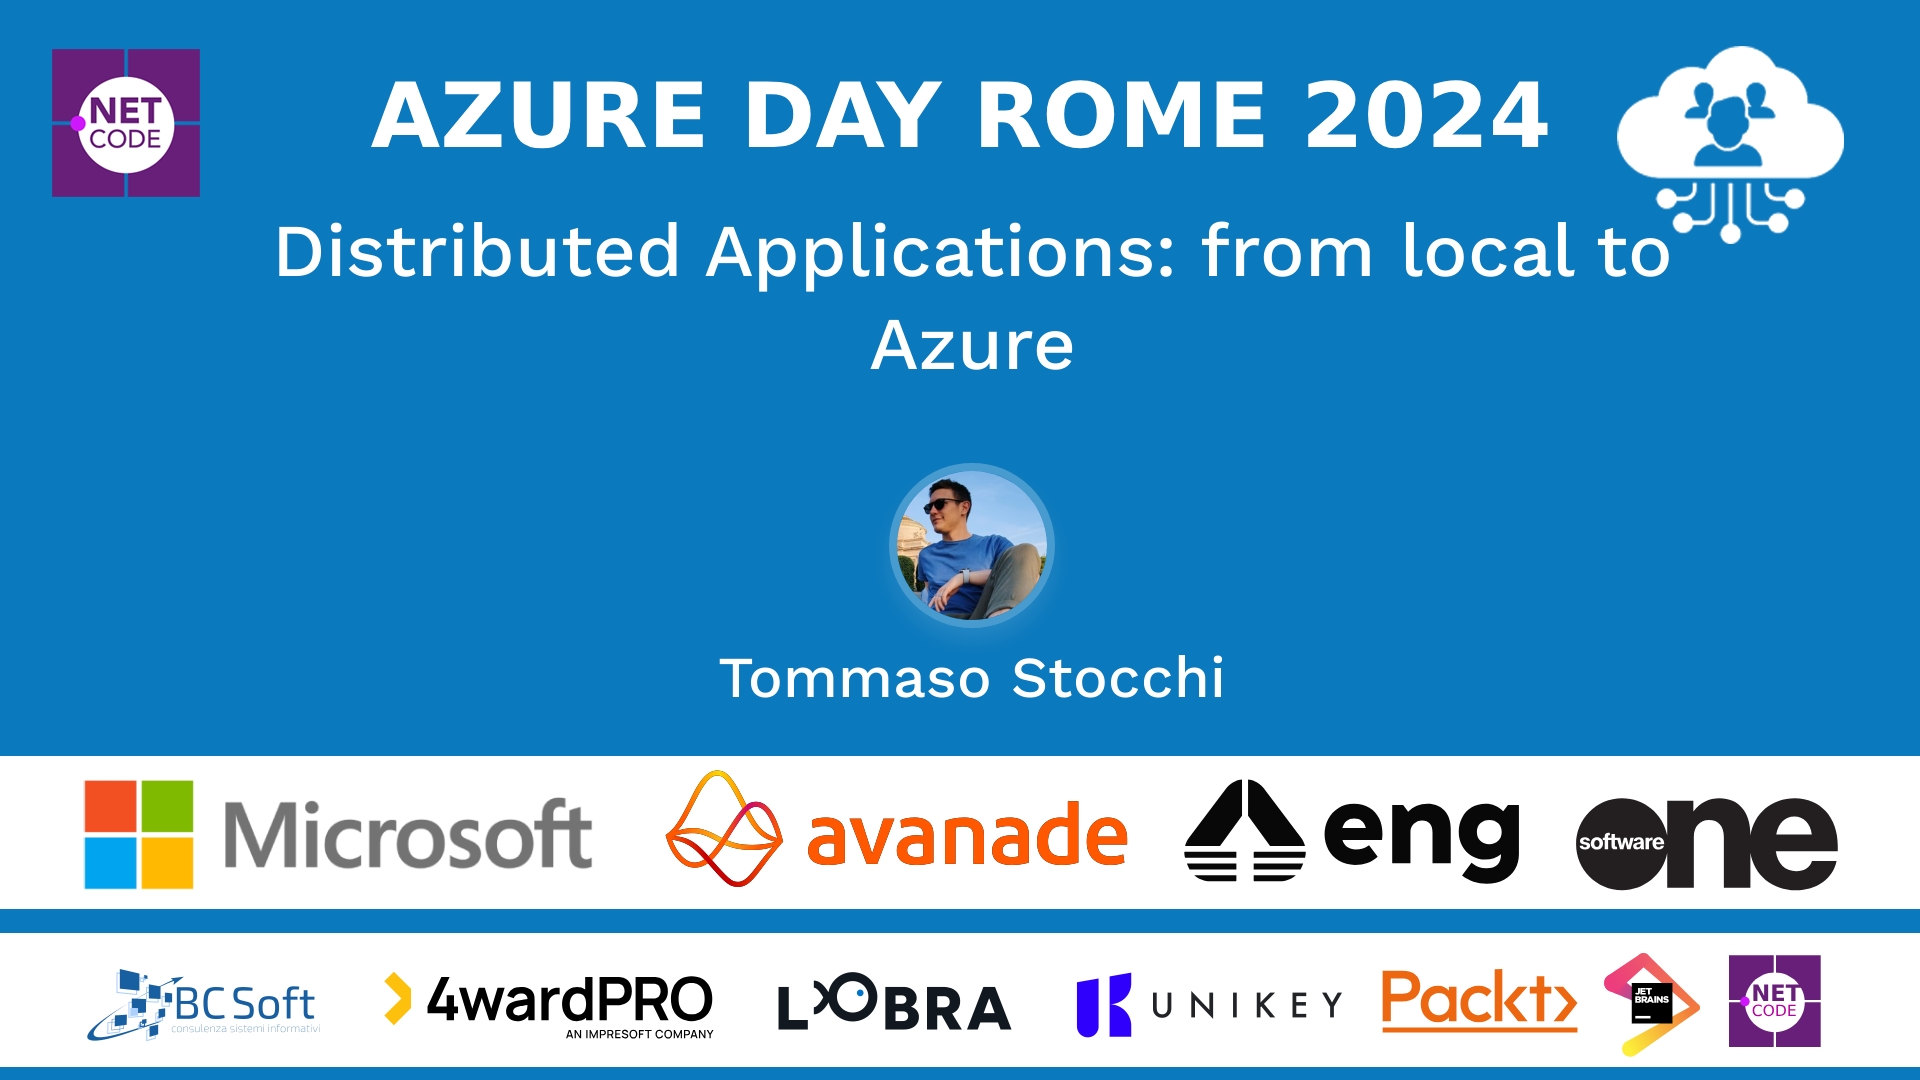 NET
CODE
AZURE DAY ROME 2024
Distributed Applications: from local to
Azure
Tommaso Stocchi
Microsoft
avanade
eng
software
one
BC Soft
consulenza sistemi informativi
4wardPRO
AN IMPRESOFT COMPANY
LOBRA
UNIKEY
Packt
JET
BRAINS
NET
CODE